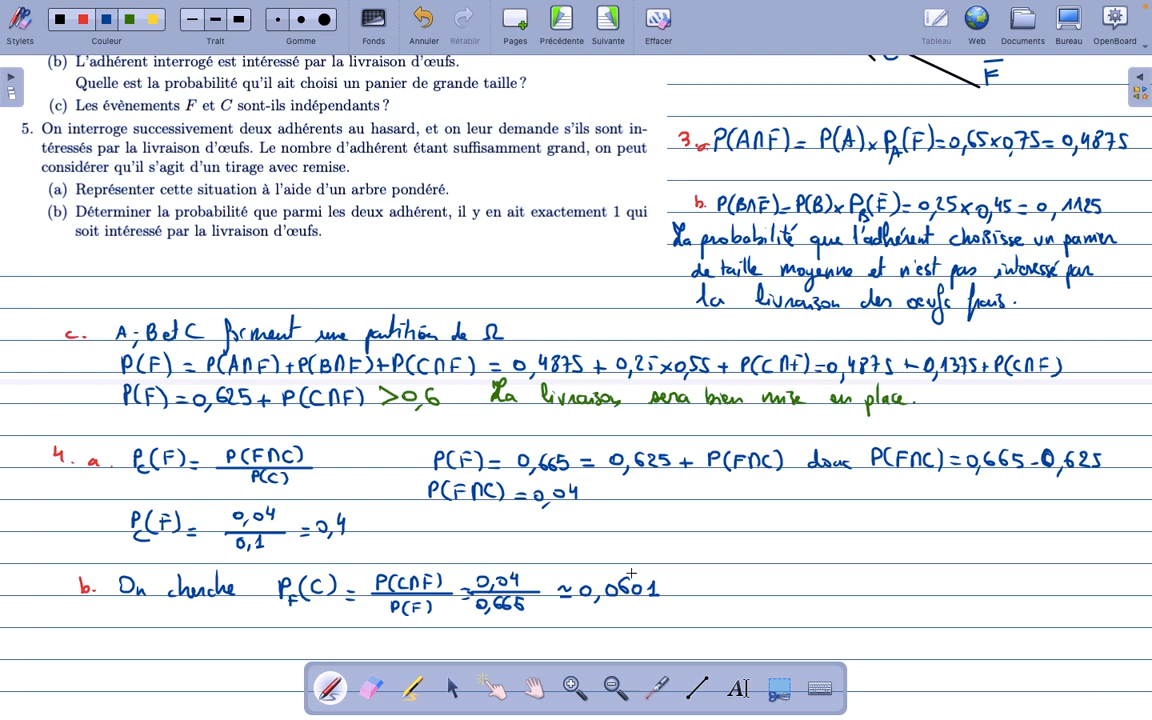 Stylets Couleur Trait Gomme Fonds Annuler Rétablir Pages Précédente Suivante Effacer Tableau Web Documents Bureau OpenBoard
(b) L'adhérent interrogé est intéressé par la livraison d'œufs.
Quelle est la probabilité qu'il ait choisi un panier de grande taille ?
(c) Les évènements F et C sont-ils indépendants ?
5. On interroge successivement deux adhérents au hasard, et on leur demande s'ils sont in-
téressés par la livraison d'œufs. Le nombre d'adhérent étant suffisamment grand, on peut
considérer qu'il s'agit d'un tirage avec remise.
(a) Représenter cette situation à l'aide d'un arbre pondéré.
(b) Déterminer la probabilité que parmi les deux adhérent, il y en ait exactement 1 qui
soit intéressé par la livraison d'œufs.
F̅
3. a. P(A∩F) = P(A) × P_A(F) = 0,65 × 0,75 = 0,4875
b. P(B∩F̅) = P(B) × P_B(F̅) = 0,25 × 0,45 = 0,1125
La probabilité que l'adhérent choisisse un panier
de taille moyenne et n'est pas interessé par
la livraison des oeufs frais.
c. A ; B et C forment une partition de Ω
P(F) = P(A∩F) + P(B∩F) + P(C∩F) = 0,4875 + 0,25 × 0,55 + P(C∩F) = 0,4875 + 0,1375 + P(C∩F)
P(F) = 0,625 + P(C∩F) > 0,6 La livraison sera bien mise en place.
4. a. P_C(F) = P(F∩C) / P(C) P(F) = 0,665 = 0,625 + P(F∩C) donc P(F∩C) = 0,665 - 0,625
P(F∩C) = 0,04
P_C(F) = 0,04 / 0,1 = 0,4
b. On cherche P_F(C) = P(C∩F) / P(F) = 0,04 / 0,665 ≈ 0,0601
AI